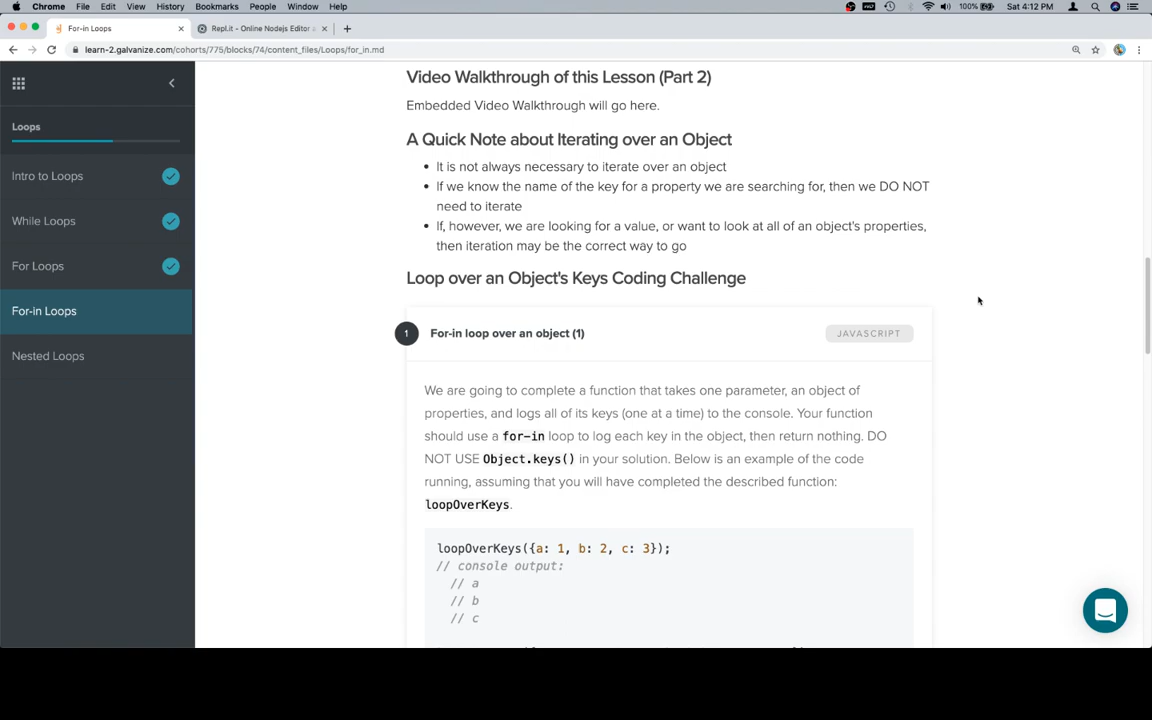 Chrome File Edit View History Bookmarks People Window Help 100% Sat 4:12 PM
For-in Loops Repl.it - Online Nodejs Editor
learn-2.galvanize.com/cohorts/775/blocks/74/content_files/Loops/for_in.md
Loops
Intro to Loops
While Loops
For Loops
For-in Loops
Nested Loops
Video Walkthrough of this Lesson (Part 2)
Embedded Video Walkthrough will go here.
A Quick Note about Iterating over an Object
• It is not always necessary to iterate over an object
• If we know the name of the key for a property we are searching for, then we DO NOT
need to iterate
• If, however, we are looking for a value, or want to look at all of an object's properties,
then iteration may be the correct way to go
Loop over an Object's Keys Coding Challenge
1 For-in loop over an object (1) JAVASCRIPT
We are going to complete a function that takes one parameter, an object of
properties, and logs all of its keys (one at a time) to the console. Your function
should use a for-in loop to log each key in the object, then return nothing. DO
NOT USE Object.keys() in your solution. Below is an example of the code
running, assuming that you will have completed the described function:
loopOverKeys.
loopOverKeys({a: 1, b: 2, c: 3});
// console output:
// a
// b
// c